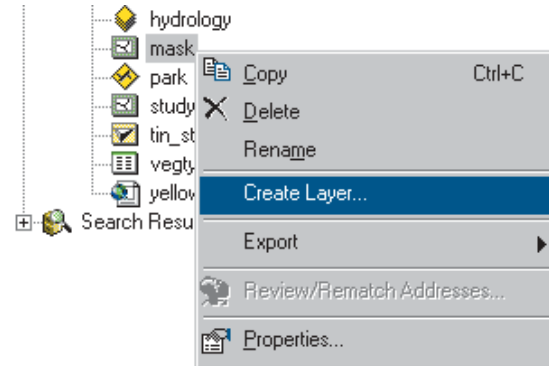 hydrology
mask
Copy Ctrl+C
park
Delete
study
Rename
tin_st
vegty
Create Layer...
yellow
Search Resu
Export
Review/Rematch Addresses...
Properties...